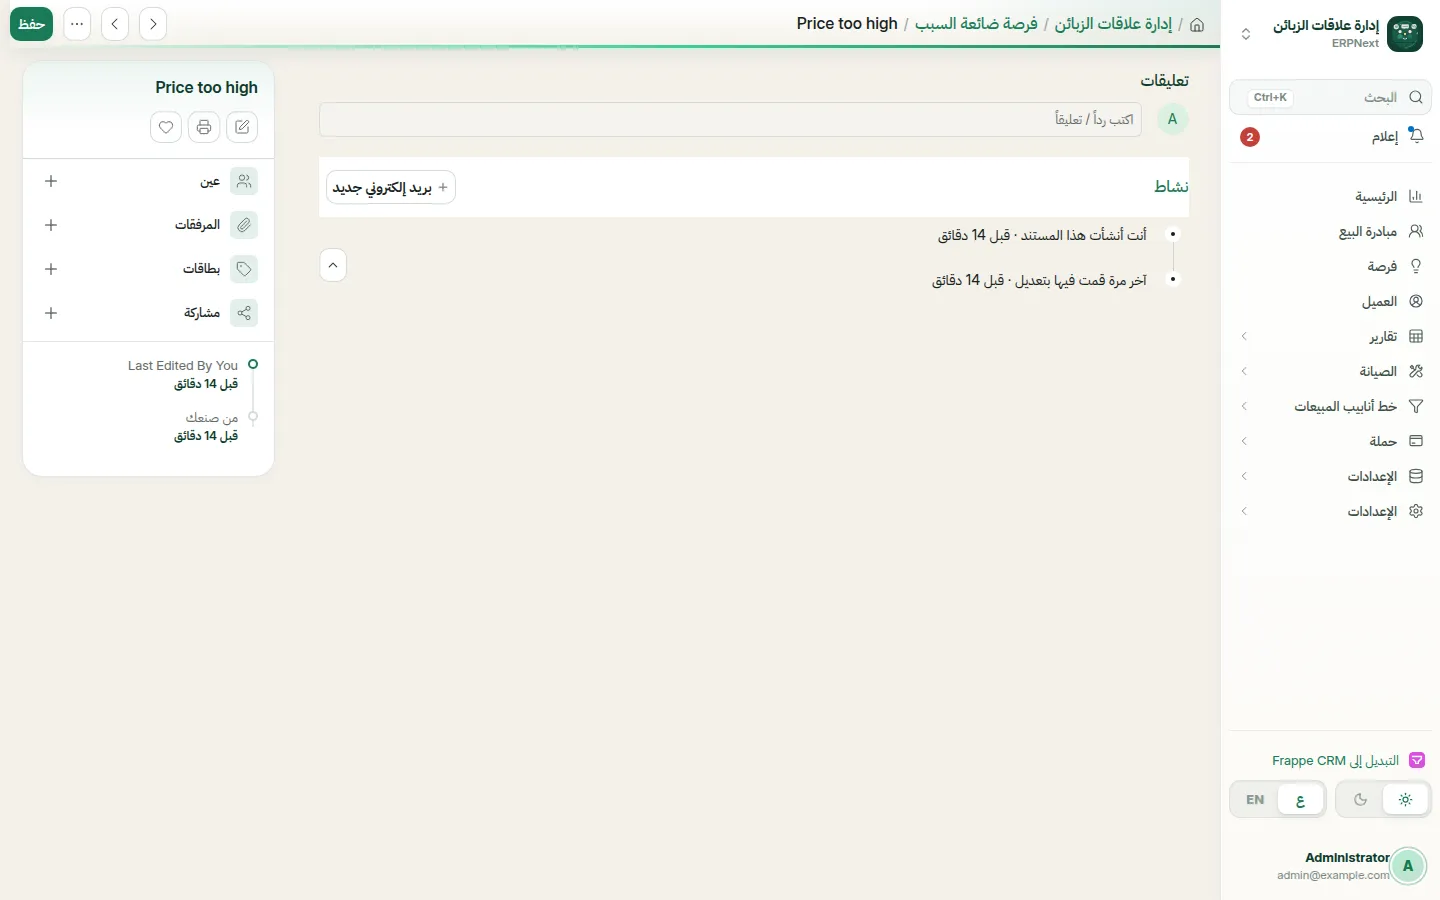 إدارة علاقات الزبائن
ERPNext
البحث
Ctrl+K
إعلام
2
الرئيسية
مبادرة البيع
فرصة
العميل
تقارير
الصيانة
خط أنابيب المبيعات
حملة
الإعدادات
الإعدادات
التبديل إلى Frappe CRM
ع
EN
Administrator
admin@example.com
A
/ إدارة علاقات الزبائن / فرصة ضائعة السبب / Price too high
حفظ
تعليقات
A
اكتب رداً / تعليقاً
نشاط
بريد إلكتروني جديد
أنت أنشأت هذا المستند · قبل 14 دقائق
آخر مرة قمت فيها بتعديل · قبل 14 دقائق
Price too high
عين
المرفقات
بطاقات
مشاركة
Last Edited By You
قبل 14 دقائق
من صنعك
قبل 14 دقائق